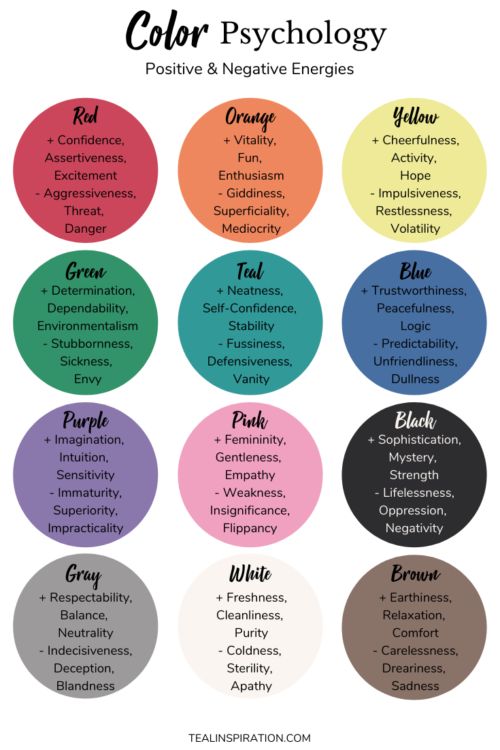 Color Psychology
Positive & Negative Energies
Red
+ Confidence,
Assertiveness,
Excitement
- Aggressiveness,
Threat,
Danger
Orange
+ Vitality,
Fun,
Enthusiasm
- Giddiness,
Superficiality,
Mediocrity
Yellow
+ Cheerfulness,
Activity,
Hope
- Impulsiveness,
Restlessness,
Volatility
Green
+ Determination,
Dependability,
Environmentalism
- Stubbornness,
Sickness,
Envy
Teal
+ Neatness,
Self-Confidence,
Stability
- Fussiness,
Defensiveness,
Vanity
Blue
+ Trustworthiness,
Peacefulness,
Logic
- Predictability,
Unfriendliness,
Dullness
Purple
+ Imagination,
Intuition,
Sensitivity
- Immaturity,
Superiority,
Impracticality
Pink
+ Femininity,
Gentleness,
Empathy
- Weakness,
Insignificance,
Flippancy
Black
+ Sophistication,
Mystery,
Strength
- Lifelessness,
Oppression,
Negativity
Gray
+ Respectability,
Balance,
Neutrality
- Indecisiveness,
Deception,
Blandness
White
+ Freshness,
Cleanliness,
Purity
- Coldness,
Sterility,
Apathy
Brown
+ Earthiness,
Relaxation,
Comfort
- Carelessness,
Dreariness,
Sadness
TEALINSPIRATION.COM